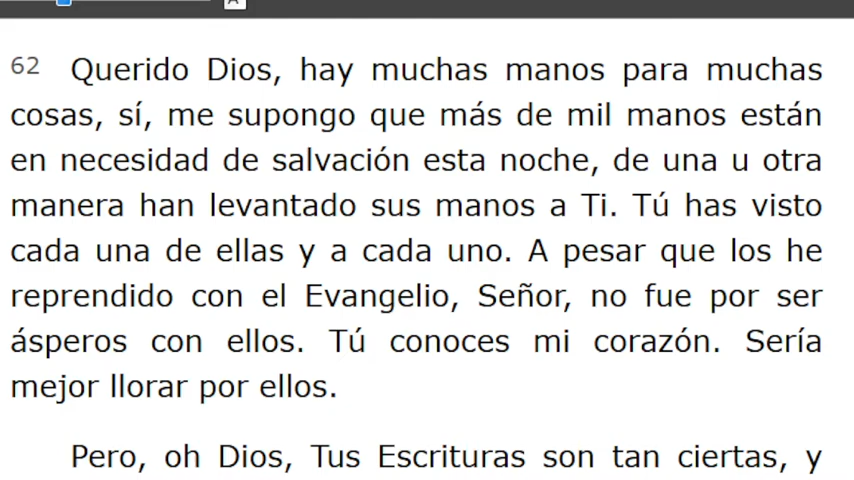 62 Querido Dios, hay muchas manos para muchas
cosas, sí, me supongo que más de mil manos están
en necesidad de salvación esta noche, de una u otra
manera han levantado sus manos a Ti. Tú has visto
cada una de ellas y a cada uno. A pesar que los he
reprendido con el Evangelio, Señor, no fue por ser
ásperos con ellos. Tú conoces mi corazón. Sería
mejor llorar por ellos.
Pero, oh Dios, Tus Escrituras son tan ciertas, y